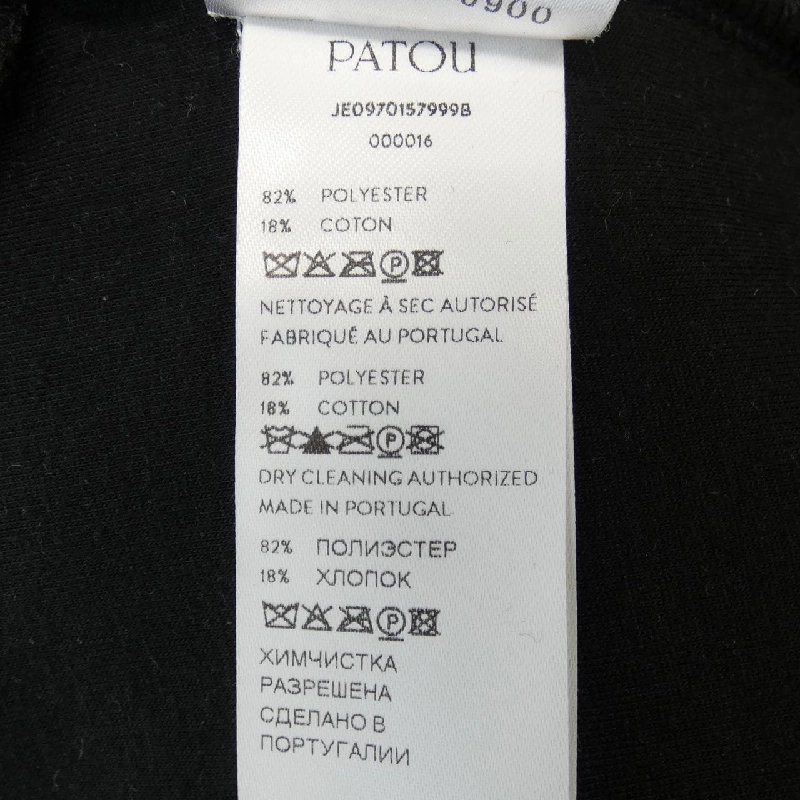 0900
PATOU
JE0970157999B
000016
82% POLYESTER
18% COTON
P
NETTOYAGE À SEC AUTORISÉ
FABRIQUÉ AU PORTUGAL
82% POLYESTER
18% COTTON
P
DRY CLEANING AUTHORIZED
MADE IN PORTUGAL
82% ПОЛИЭСТЕР
18% ХЛОПОК
P
ХИМЧИСТКА
РАЗРЕШЕНА
СДЕЛАНО В
ПОРТУГАЛИИ